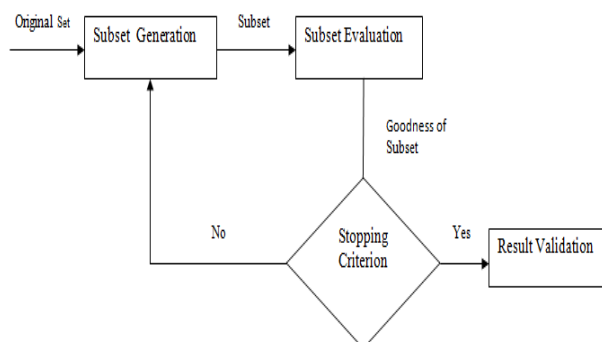 Original Set
Subset Generation
Subset
Subset Evaluation
Goodness of
Subset
No
Stopping
Criterion
Yes
Result Validation